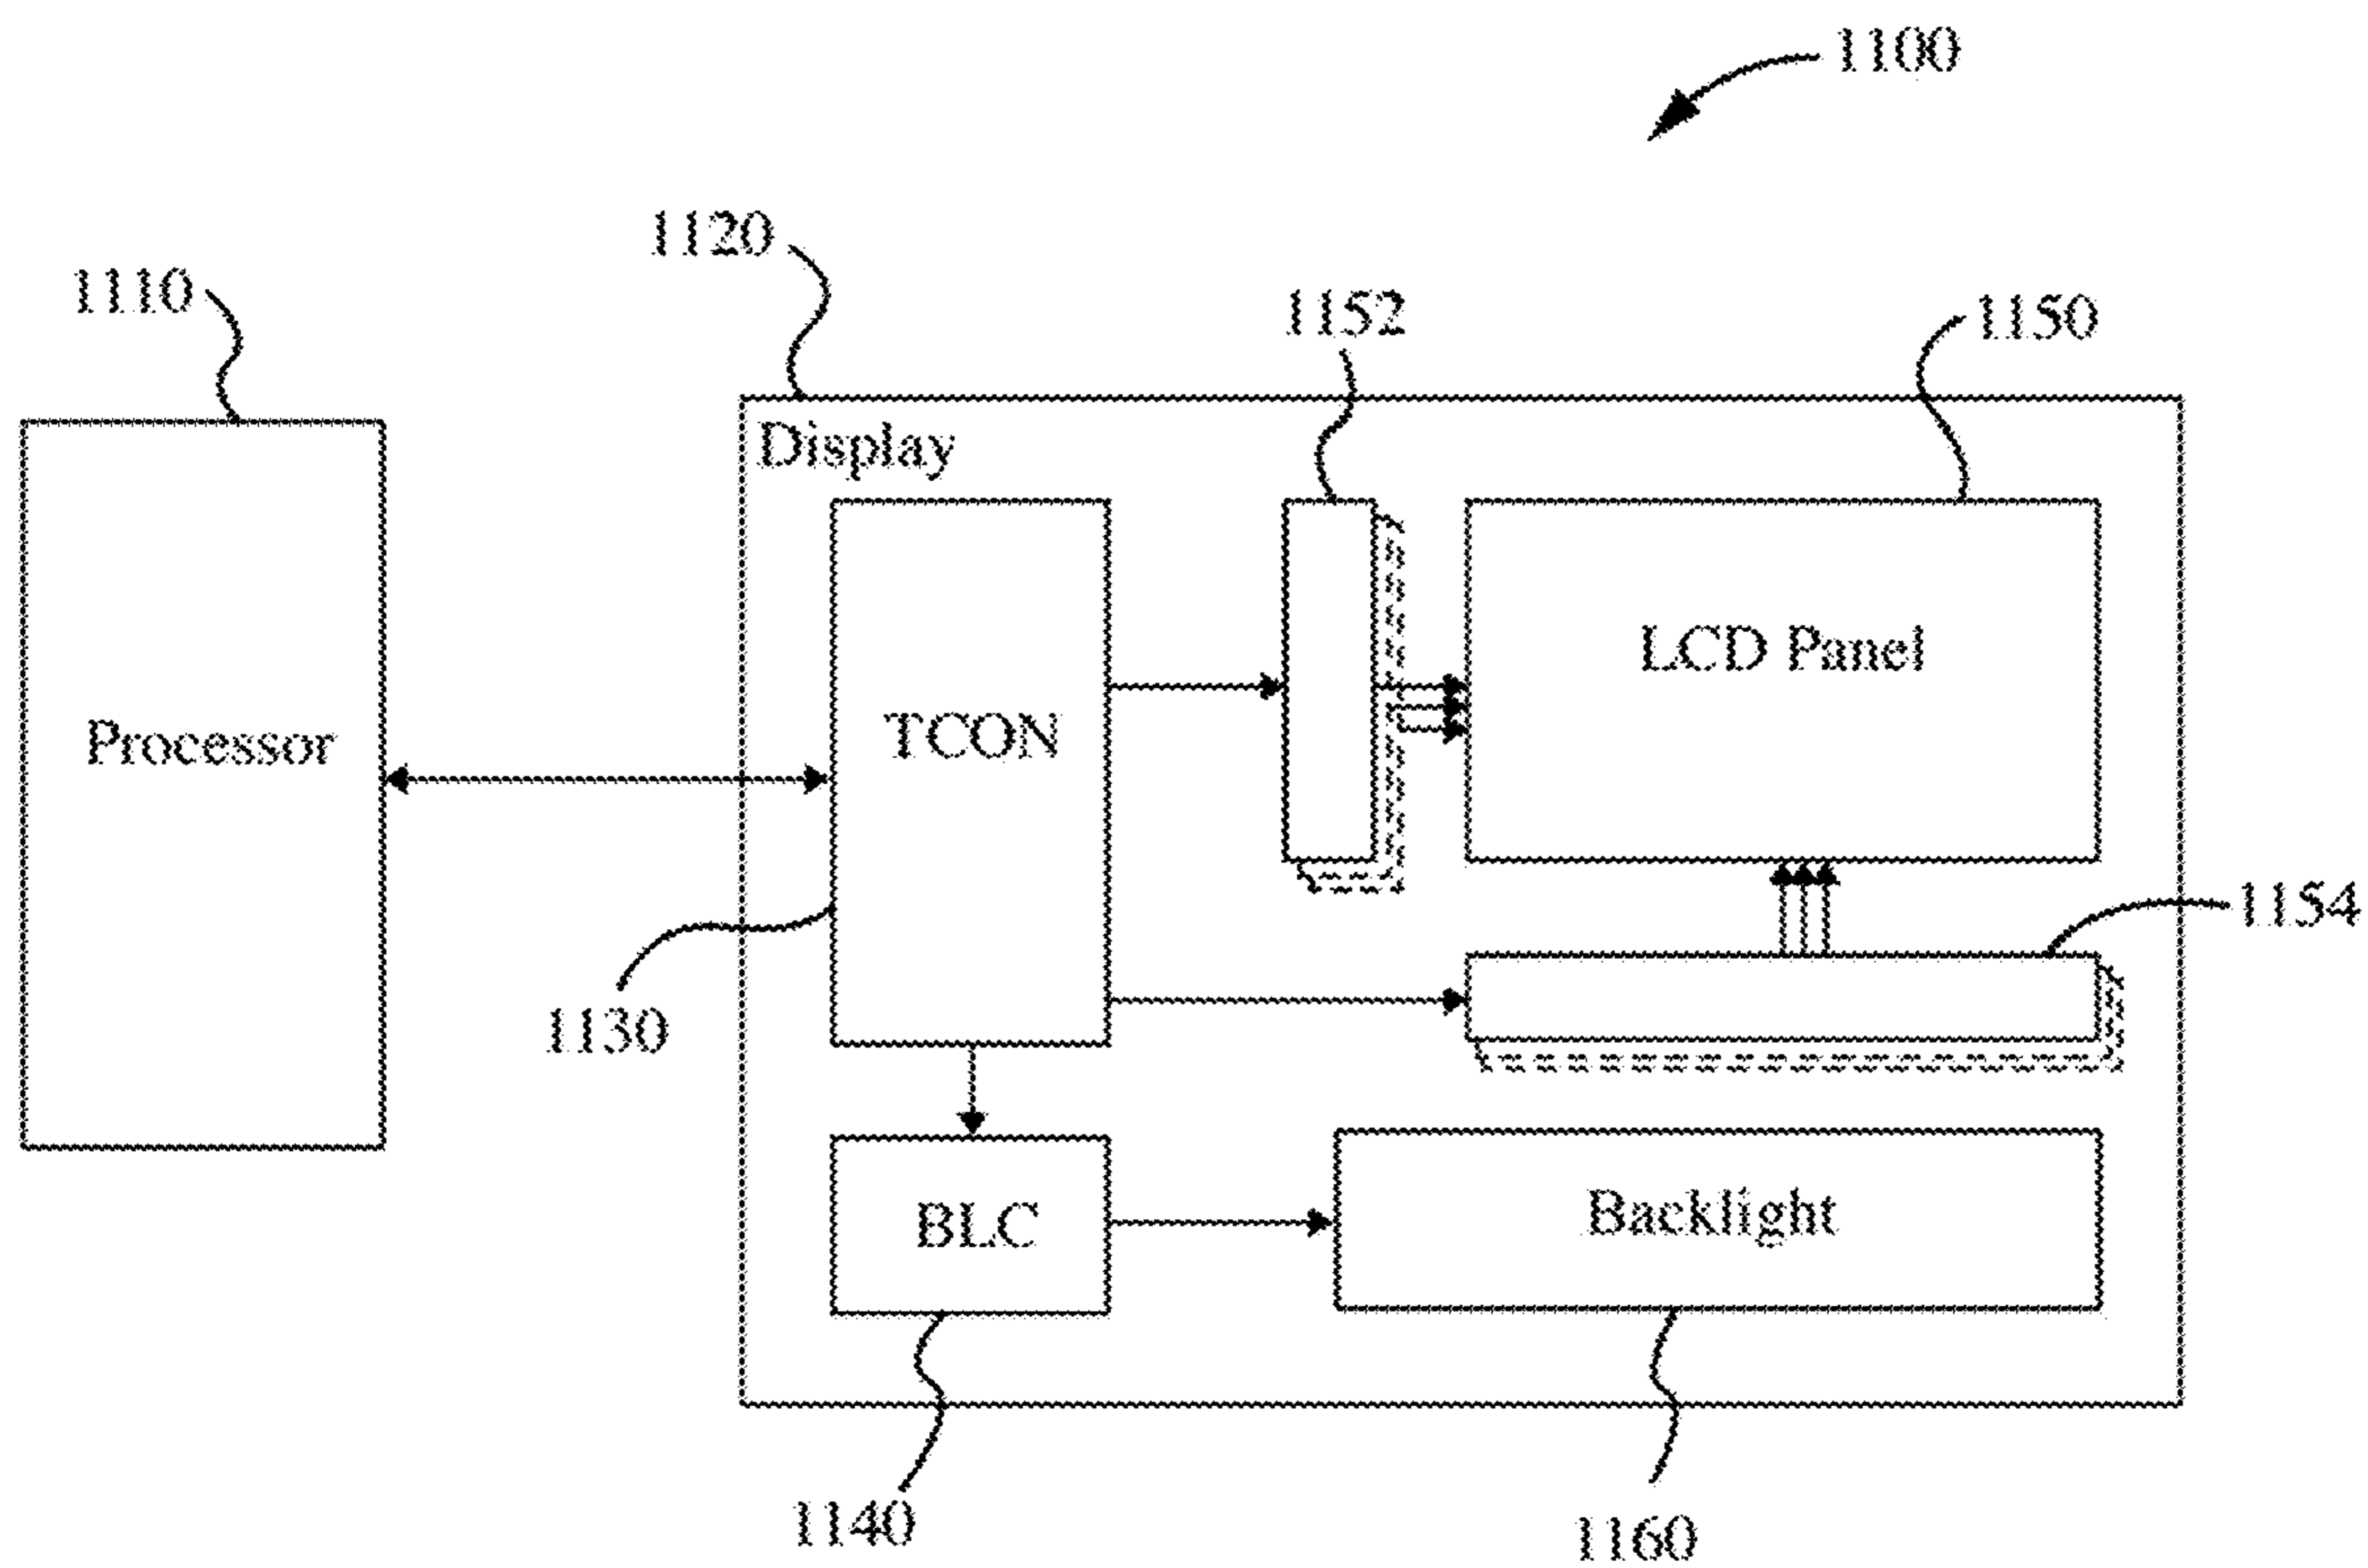 1100
1120
1110
1152
1150
Display
LCD Panel
Processor
TCON
1154
1130
BLC
Backlight
1140
1160